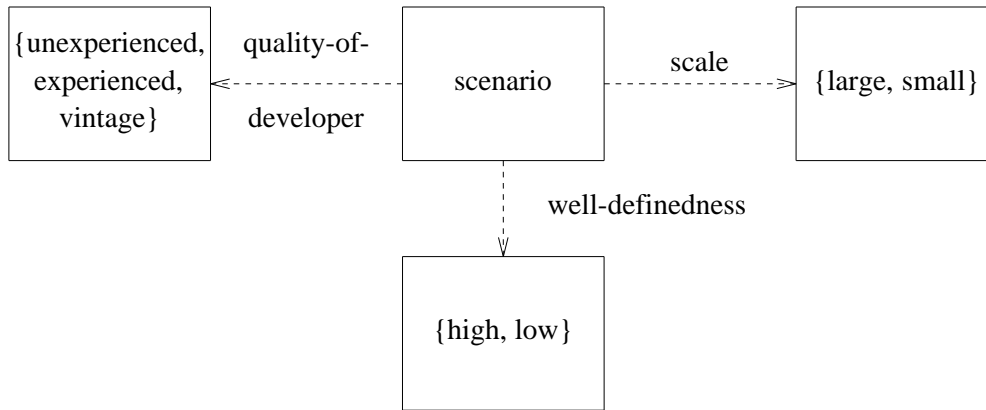 {unexperienced,
experienced,
vintage}
quality-of-
developer
scenario
scale
{large, small}
well-definedness
{high, low}